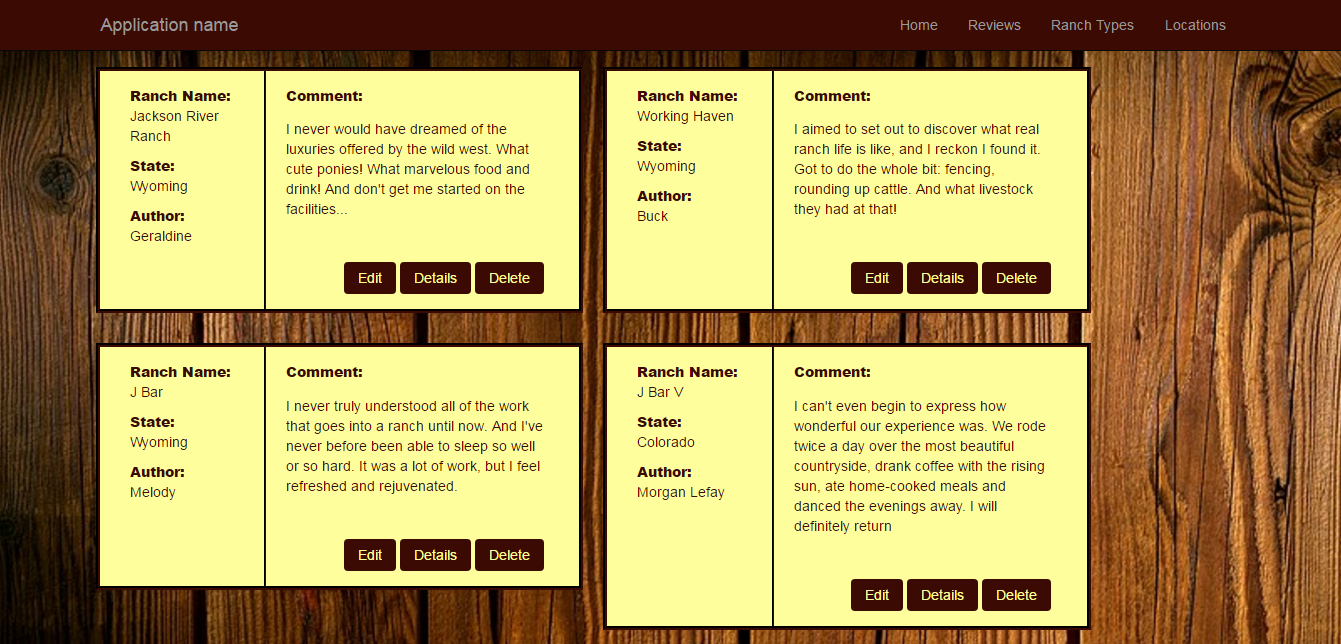 Application name
Home
Reviews
Ranch Types
Locations
Ranch Name:
Jackson River
Ranch
State:
Wyoming
Author:
Geraldine
Comment:
I never would have dreamed of the
luxuries offered by the wild west. What
cute ponies! What marvelous food and
drink! And don't get me started on the
facilities...
Edit
Details
Delete
Ranch Name:
Working Haven
State:
Wyoming
Author:
Buck
Comment:
I aimed to set out to discover what real
ranch life is like, and I reckon I found it.
Got to do the whole bit: fencing,
rounding up cattle. And what livestock
they had at that!
Edit
Details
Delete
Ranch Name:
J Bar
State:
Wyoming
Author:
Melody
Comment:
I never truly understood all of the work
that goes into a ranch until now. And I've
never before been able to sleep so well
or so hard. It was a lot of work, but I feel
refreshed and rejuvenated.
Edit
Details
Delete
Ranch Name:
J Bar V
State:
Colorado
Author:
Morgan Lefay
Comment:
I can't even begin to express how
wonderful our experience was. We rode
twice a day over the most beautiful
countryside, drank coffee with the rising
sun, ate home-cooked meals and
danced the evenings away. I will
definitely return
Edit
Details
Delete